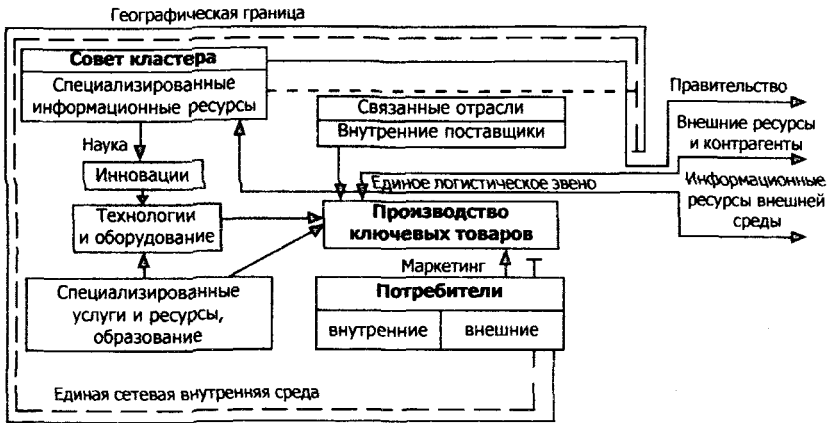 Географическая граница
Совет кластера
Специализированные
информационные ресурсы
Связанные отрасли
Внутренние поставщики
Правительство
Внешние ресурсы
и контрагенты
Наука
Инновации
Единое логистическое звено
Информационные
ресурсы внешней
среды
Технологии
и оборудование
Производство
ключевых товаров
Маркетинг
Специализированные
услуги и ресурсы,
образование
Потребители
внутренние
внешние
Единая сетевая внутренняя среда